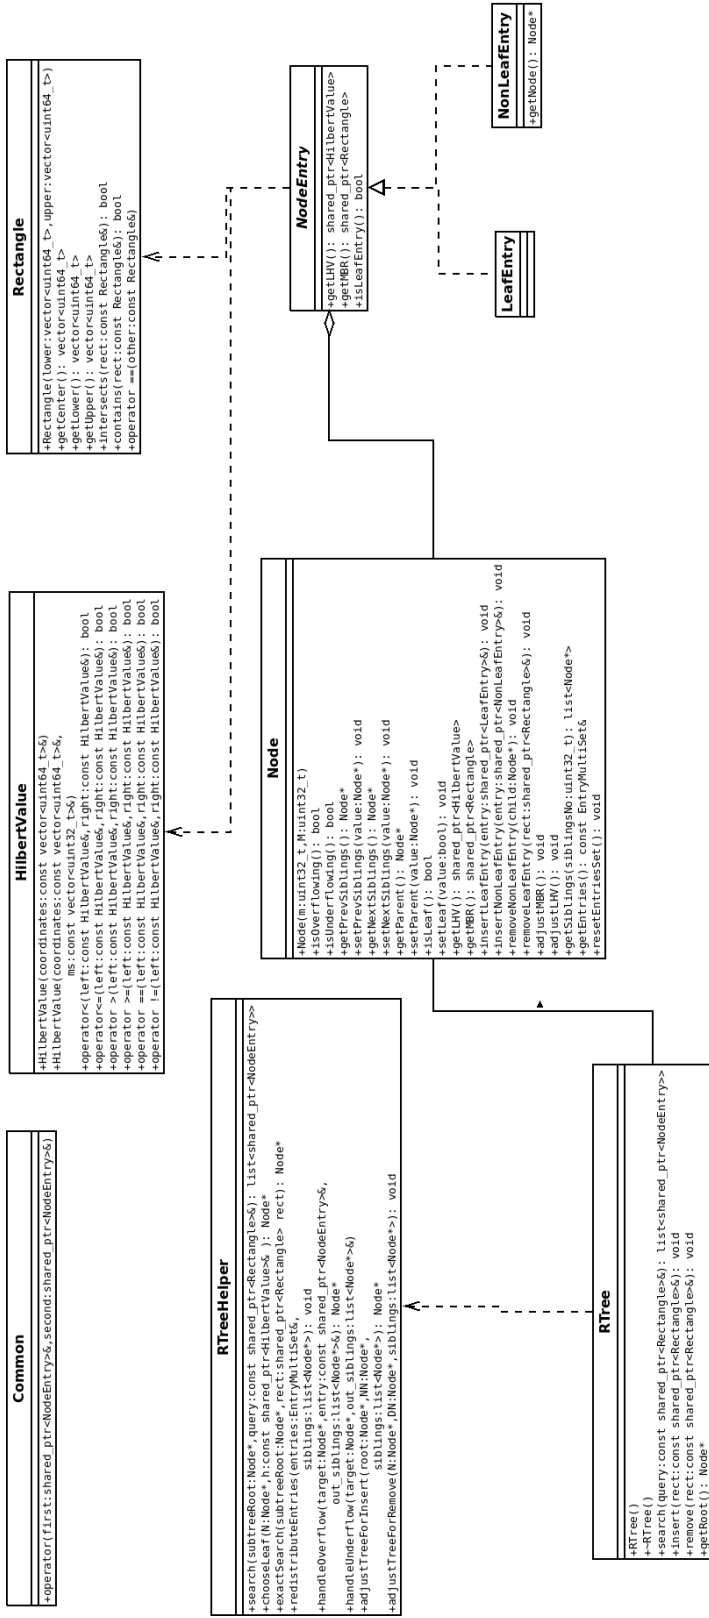 Common
+operator(first:shared_ptr<NodeEntry>&,second:shared_ptr<NodeEntry>&)
HilbertValue
+HilbertValue(coordinates:const vector<uint64_t>&)
+HilbertValue(coordinates:const vector<uint64_t>&,
ms:const vector<uint32_t>&)
+operator<(left:const HilbertValue&,right:const HilbertValue&): bool
+operator<=(left:const HilbertValue&,right:const HilbertValue&): bool
+operator >(left:const HilbertValue&,right:const HilbertValue&): bool
+operator >=(left:const HilbertValue&,right:const HilbertValue&): bool
+operator ==(left:const HilbertValue&,right:const HilbertValue&): bool
+operator !=(left:const HilbertValue&,right:const HilbertValue&): bool
Rectangle
+Rectangle(lower:vector<uint64_t>,upper:vector<uint64_t>)
+getCenter(): vector<uint64_t>
+getLower(): vector<uint64_t>
+getUpper(): vector<uint64_t>
+intersects(rect:const Rectangle&): bool
+contains(rect:const Rectangle&): bool
+operator ==(other:const Rectangle&)
RTreeHelper
+search(subtreeRoot:Node*,query:const shared_ptr<Rectangle>&): list<shared_ptr<NodeEntry>>
+chooseLeaf(N:Node*,h:const shared_ptr<HilbertValue>& ): Node*
+exactSearch(subtreeRoot:Node*,rect:shared_ptr<Rectangle> rect): Node*
+redistributeEntries(entries:EntryMultiSet&,
siblings:list<Node*>): void
+handleOverflow(target:Node*,entry:const shared_ptr<NodeEntry>&,
out_siblings:list<Node*>&): Node*
+handleUnderflow(target:Node*,out_siblings:list<Node*>&)
+adjustTreeForInsert(root:Node*,NN:Node*,
siblings:list<Node*>): Node*
+adjustTreeForRemove(N:Node*,DN:Node*,siblings:list<Node*>): void
Node
+Node(m:uint32_t,M:uint32_t)
+isOverflowing(): bool
+isUnderflowing(): bool
+getPrevSiblings(): Node*
+setPrevSiblings(value:Node*): void
+getNextSiblings(): Node*
+setNextSiblings(value:Node*): void
+getParent(): Node*
+setParent(value:Node*): void
+isLeaf(): bool
+setLeaf(value:bool): void
+getLHV(): shared_ptr<HilbertValue>
+getMBR(): shared_ptr<Rectangle>
+insertLeafEntry(entry:shared_ptr<LeafEntry>&): void
+insertNonLeafEntry(entry:shared_ptr<NonLeafEntry>&): void
+removeNonLeafEntry(child:Node*): void
+removeLeafEntry(rect:shared_ptr<Rectangle>&): void
+adjustMBR(): void
+adjustLHV(): void
+getSiblings(siblingsNo:uint32_t): list<Node*>
+getEntries(): const EntryMultiSet&
+resetEntriesSet(): void
NodeEntry
+getLHV(): shared_ptr<HilbertValue>
+getMBR(): shared_ptr<Rectangle>
+isLeafEntry(): bool
LeafEntry
NonLeafEntry
+getNode(): Node*
RTree
+RTree()
+~RTree()
+search(query:const shared_ptr<Rectangle>&): list<shared_ptr<NodeEntry>>
+insert(rect:const shared_ptr<Rectangle>&): void
+remove(rect:const shared_ptr<Rectangle>&): void
+getRoot(): Node*